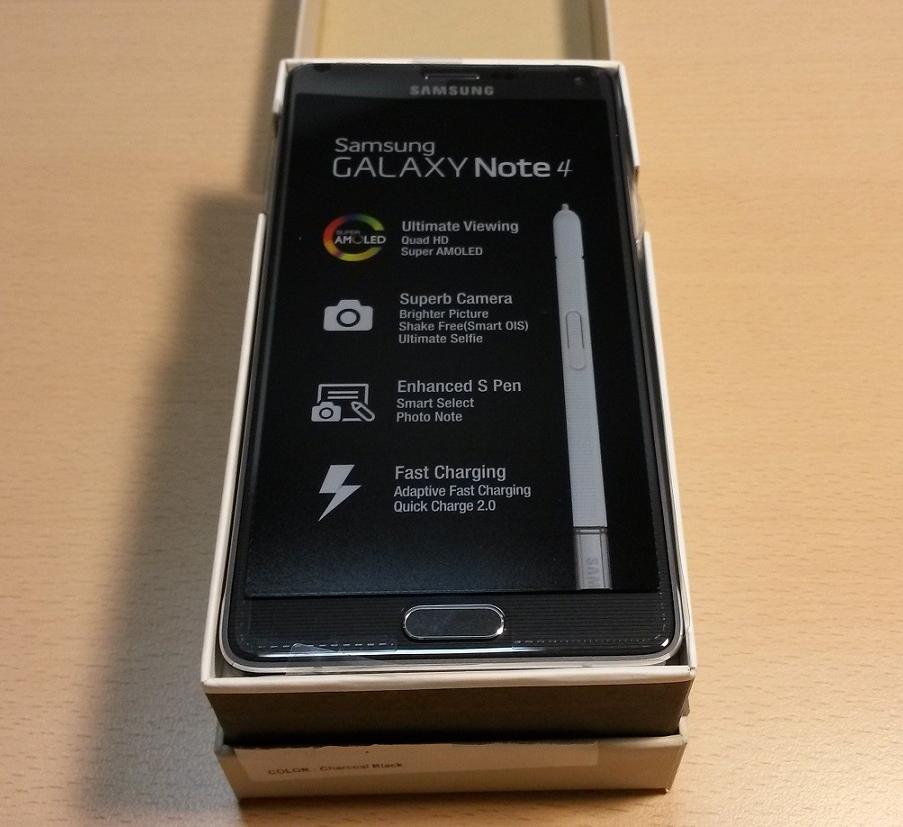 SAMSUNG
Samsung
GALAXY Note 4
SUPER
AMOLED
Ultimate Viewing
Quad HD
Super AMOLED
Superb Camera
Brighter Picture
Shake Free(Smart OIS)
Ultimate Selfie
Enhanced S Pen
Smart Select
Photo Note
Fast Charging
Adaptive Fast Charging
Quick Charge 2.0
SAM
COLOR : Charcoal Black